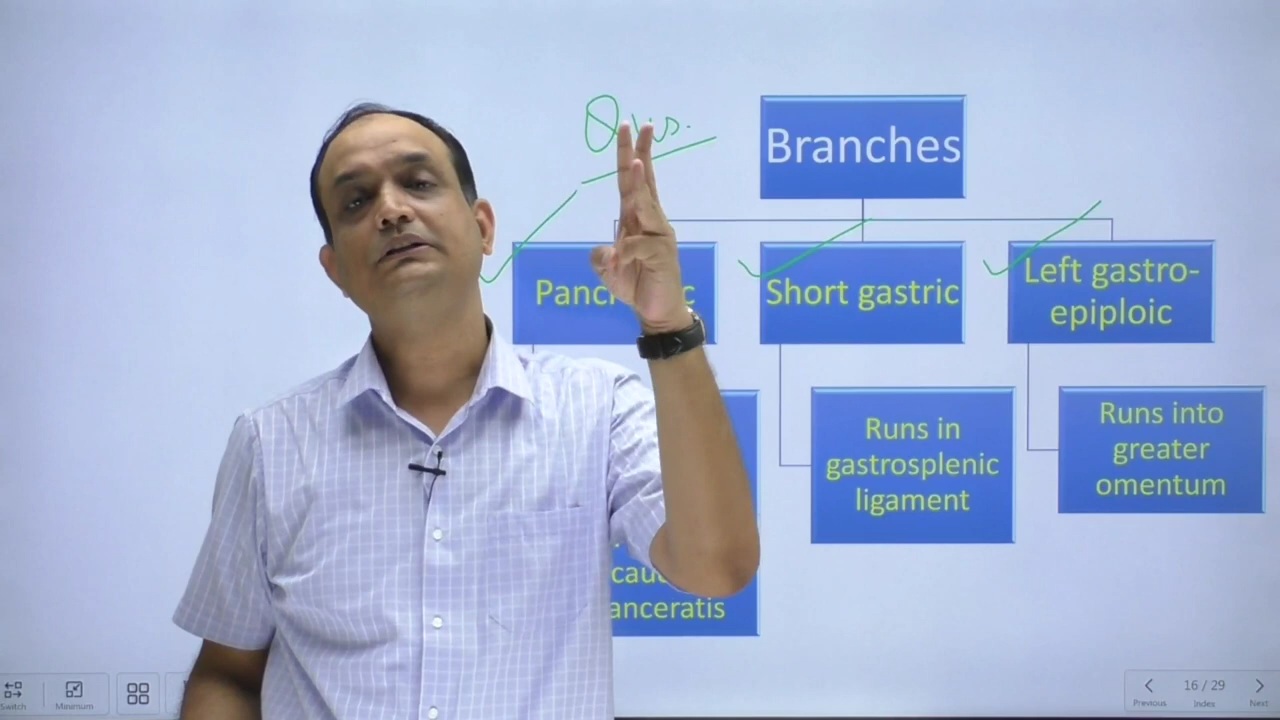 Qus.
Branches
Short gastric
Left gastro-
epiploic
Runs in
gastrosplenic
ligament
Runs into
greater
omentum
Switch
Minimum
16 / 29
Previous
Index
Next